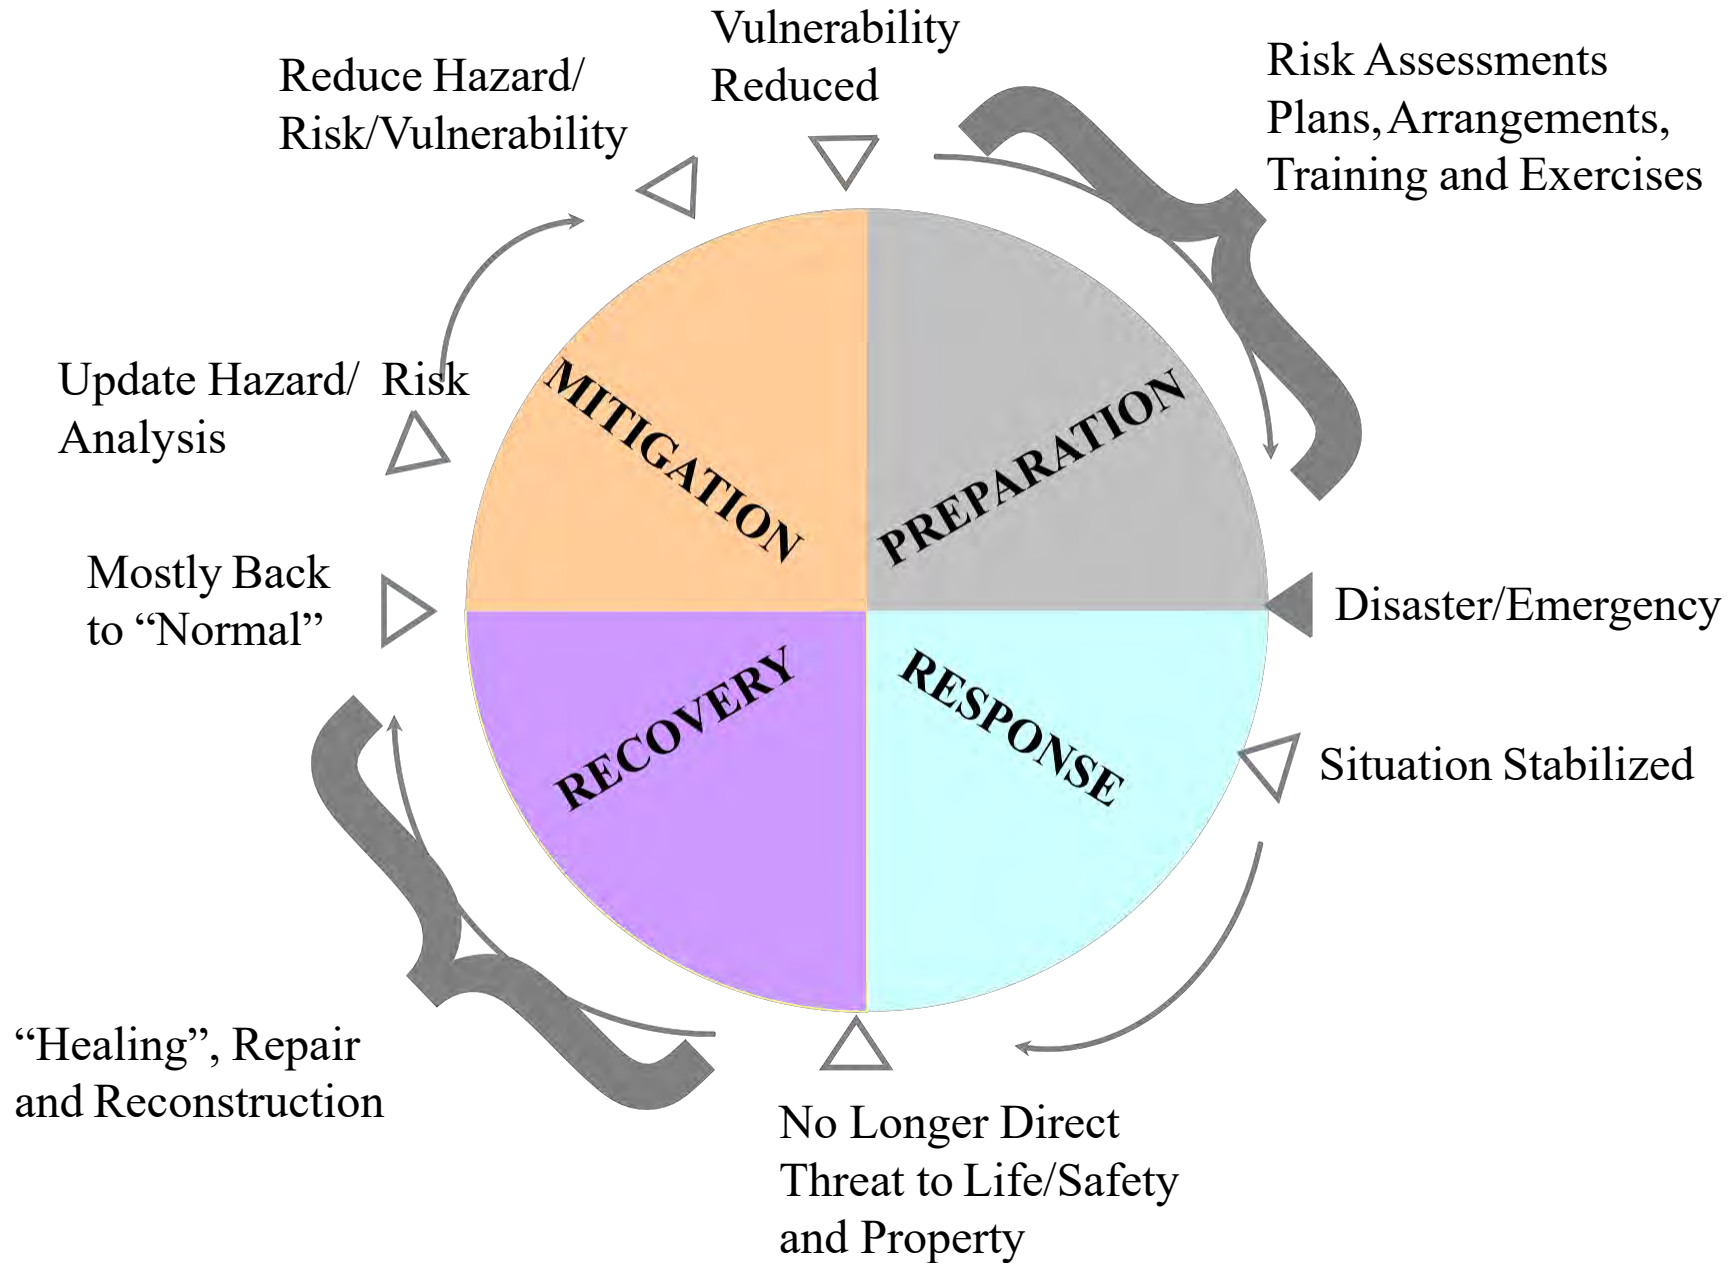 Vulnerability
Reduced
Reduce Hazard/
Risk/Vulnerability
Risk Assessments
Plans, Arrangements,
Training and Exercises
Update Hazard/ Risk
Analysis
MITIGATION
PREPARATION
Mostly Back
to “Normal”
Disaster/Emergency
RECOVERY
RESPONSE
Situation Stabilized
“Healing”, Repair
and Reconstruction
No Longer Direct
Threat to Life/Safety
and Property